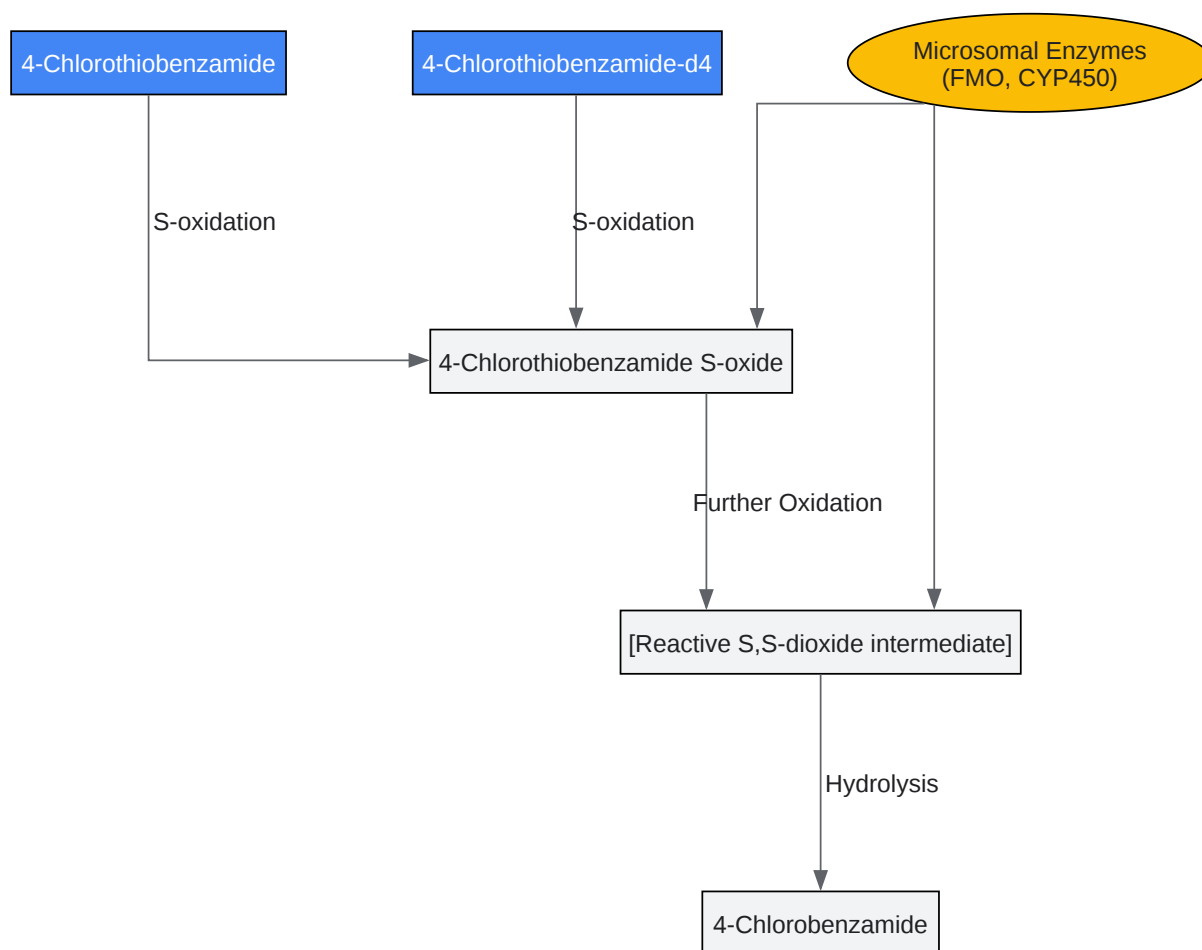 4-Chlorothiobenzamide
4-Chlorothiobenzamide-d4
Microsomal Enzymes
(FMO, CYP450)
S-oxidation
S-oxidation
4-Chlorothiobenzamide S-oxide
Further Oxidation
[Reactive S,S-dioxide intermediate]
Hydrolysis
4-Chlorobenzamide